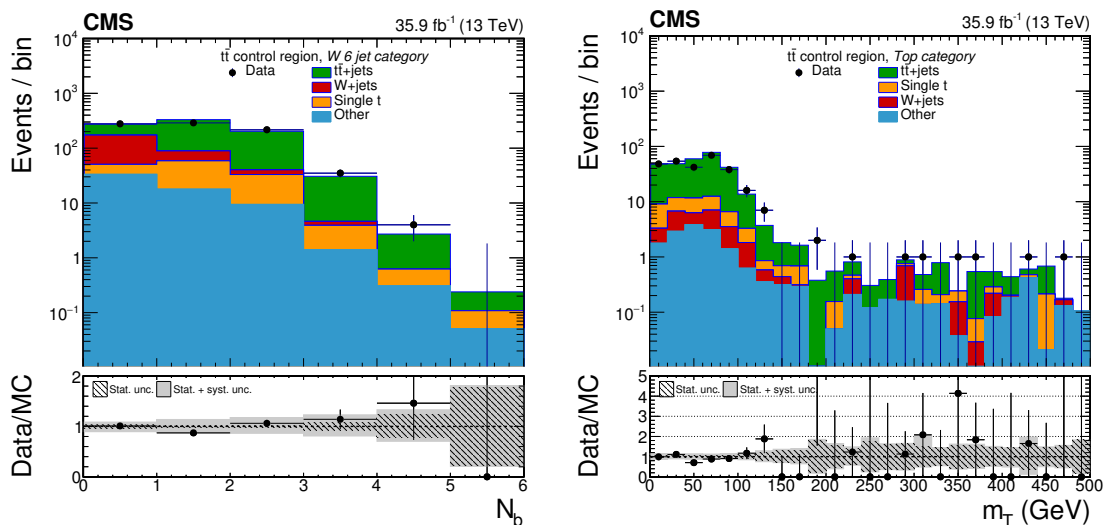 CMS 35.9 fb⁻¹ (13 TeV)
Events / bin
10⁴
10³
10²
10
1
10⁻¹
tt̄ control region, W 6 jet category
Data
tt̄+jets
W+jets
Single t
Other
Data/MC
2
1
0
Stat. unc.
Stat. + syst. unc.
0 1 2 3 4 5 6
N_b
CMS 35.9 fb⁻¹ (13 TeV)
Events / bin
10⁴
10³
10²
10
1
10⁻¹
tt̄ control region, Top category
Data
tt̄+jets
Single t
W+jets
Other
Data/MC
5
4
3
2
1
0
Stat. unc.
Stat. + syst. unc.
0 50 100 150 200 250 300 350 400 450 500
m_T (GeV)